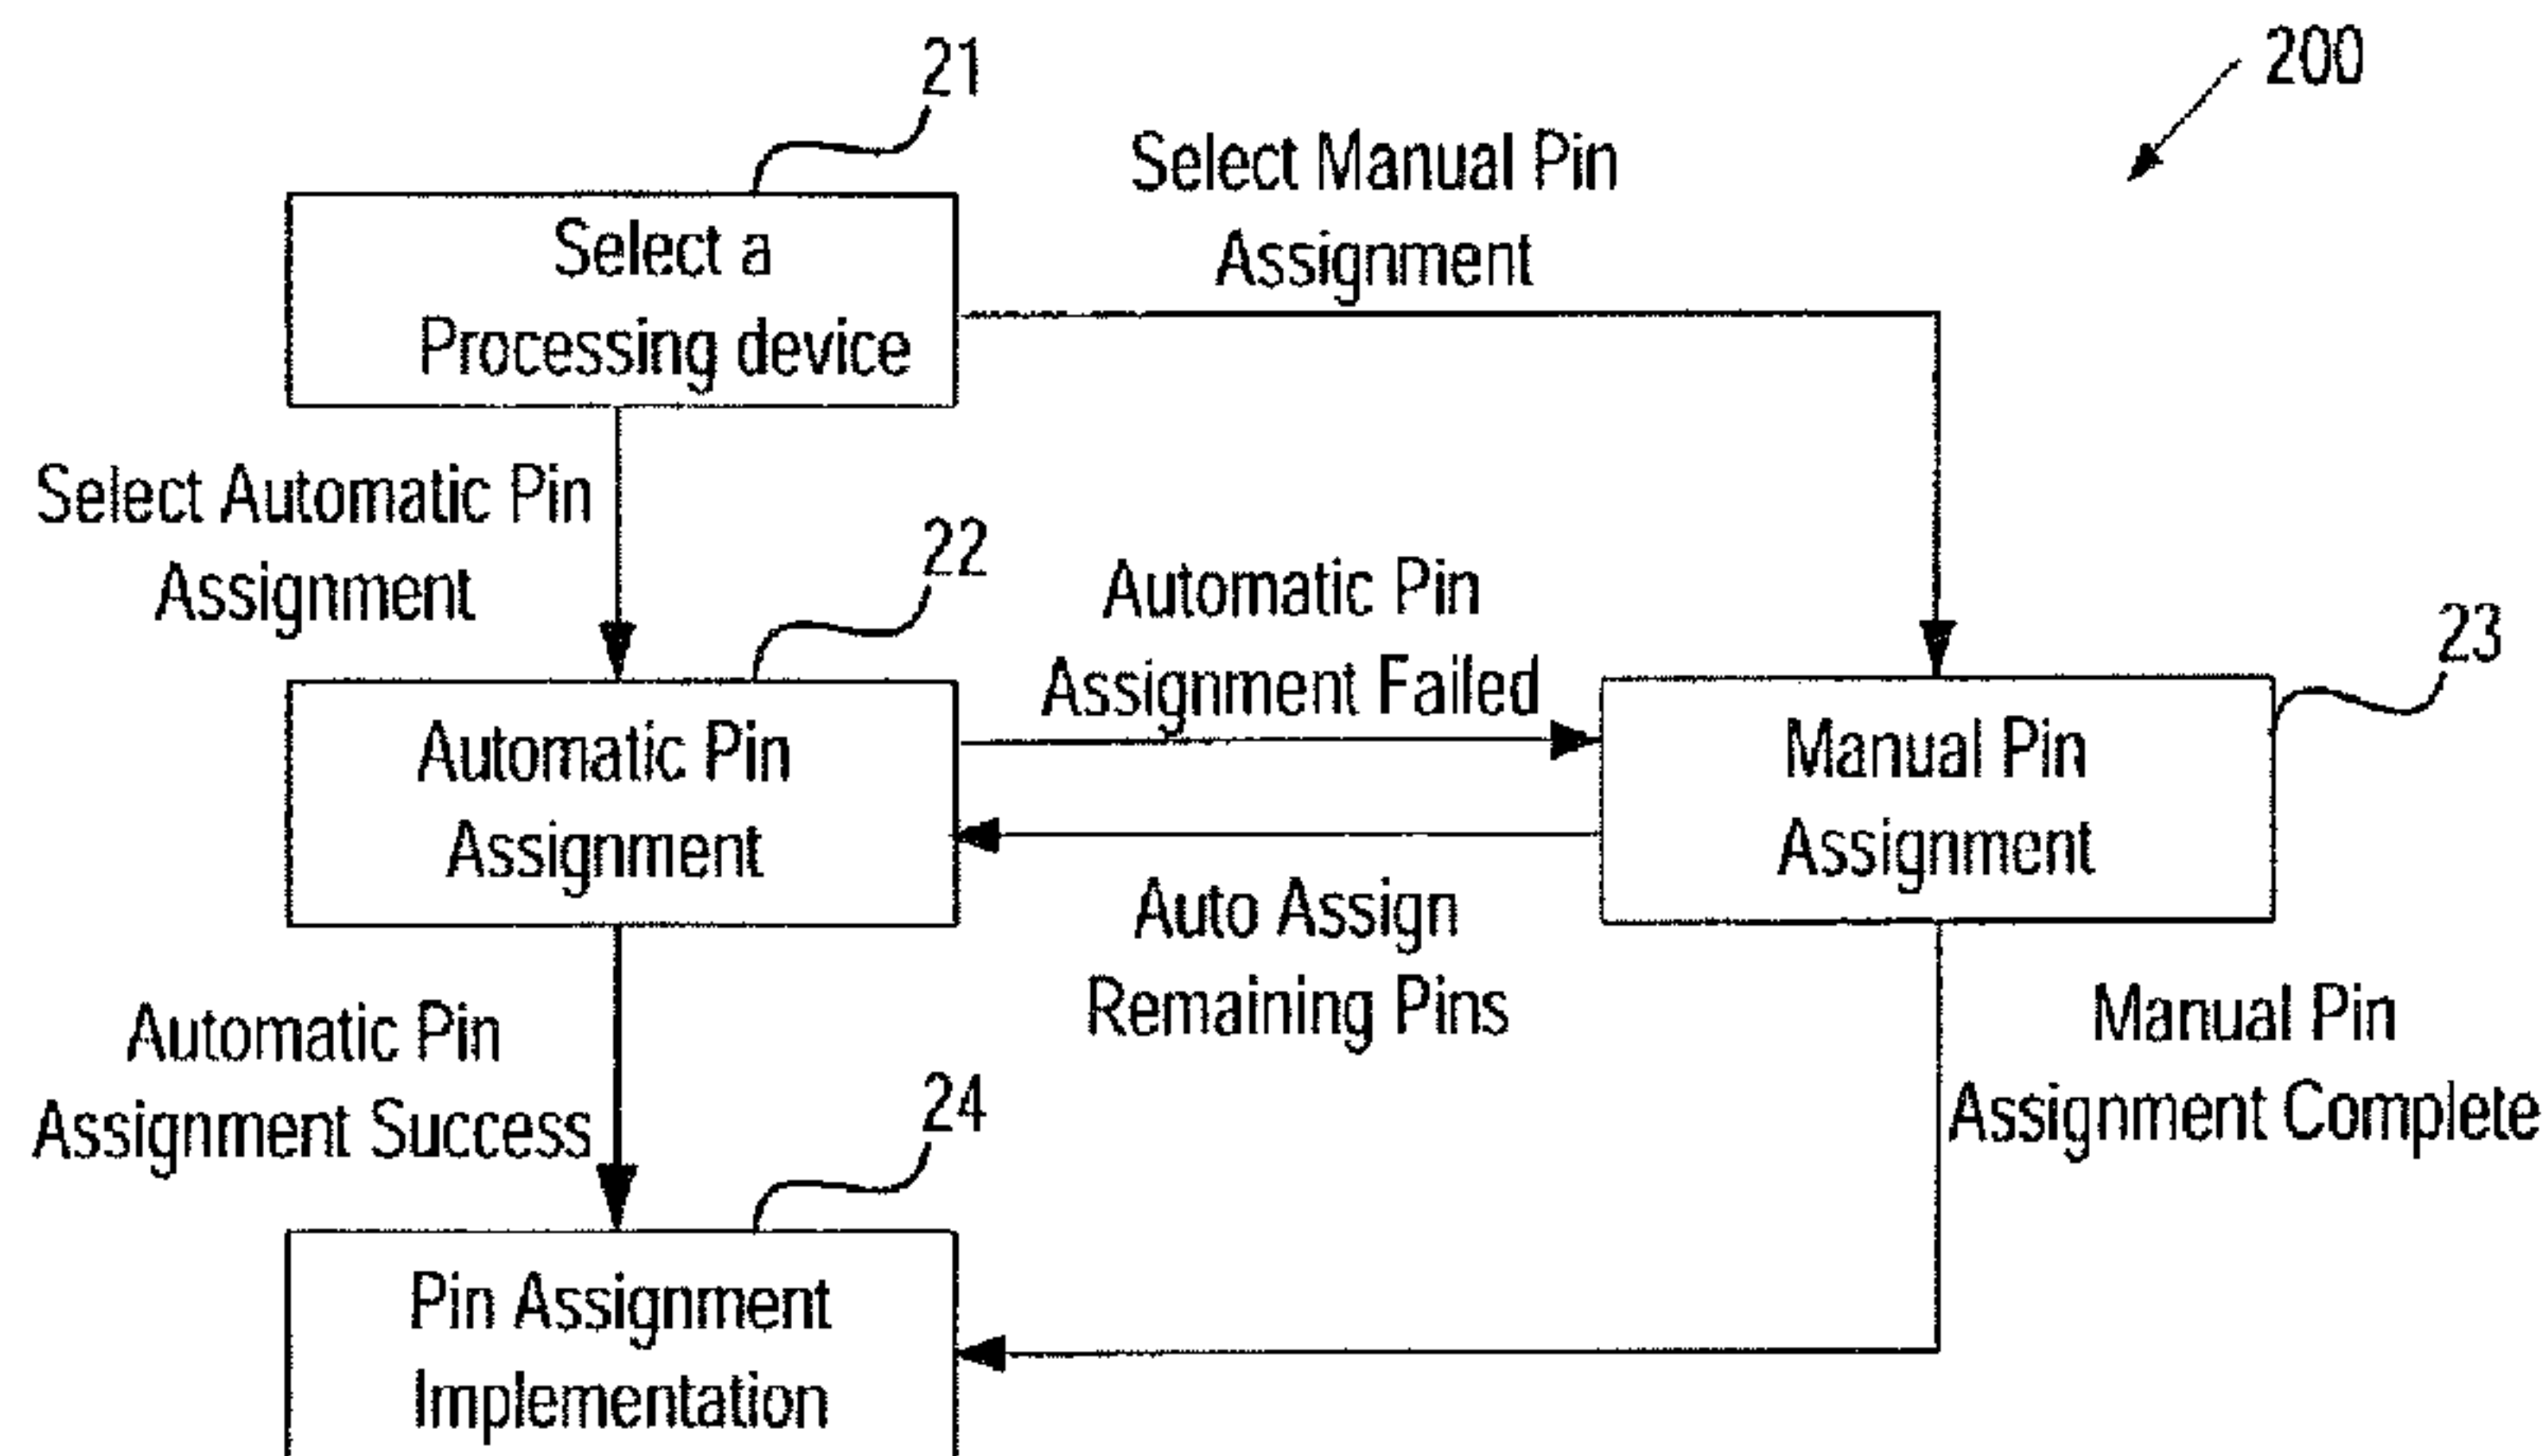 200
21
Select Manual Pin
Assignment
Select a
Processing device
Select Automatic Pin
Assignment
22
Automatic Pin
Assignment Failed
23
Automatic Pin
Assignment
Manual Pin
Assignment
Auto Assign
Remaining Pins
Automatic Pin
Assignment Success
Manual Pin
Assignment Complete
24
Pin Assignment
Implementation